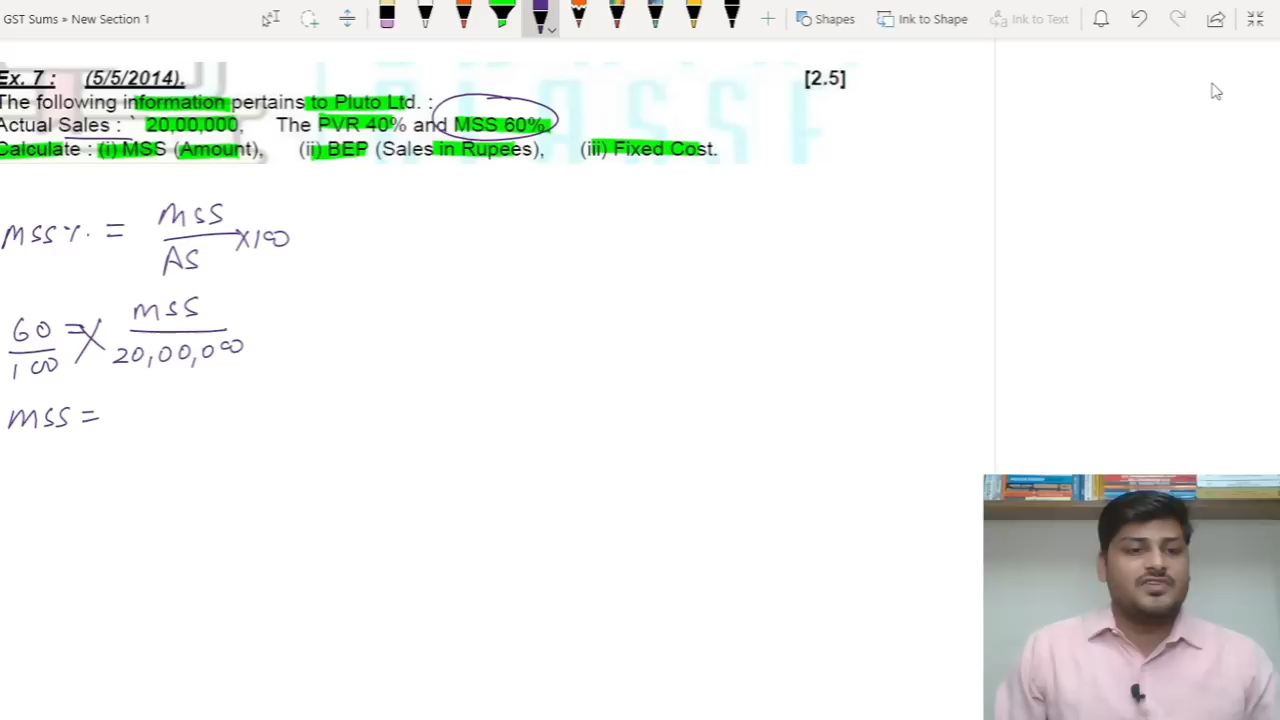 GST Sums » New Section 1
Shapes
Ink to Shape
Ink to Text
Ex. 7 : (5/5/2014). [2.5]
The following information pertains to Pluto Ltd. :
Actual Sales : ` 20,00,000, The PVR 40% and MSS 60%.
Calculate : (i) MSS (Amount), (ii) BEP (Sales in Rupees), (iii) Fixed Cost.
MSS%. = MSS / AS ×100
60 / 100 = MSS / 20,00,000
MSS =